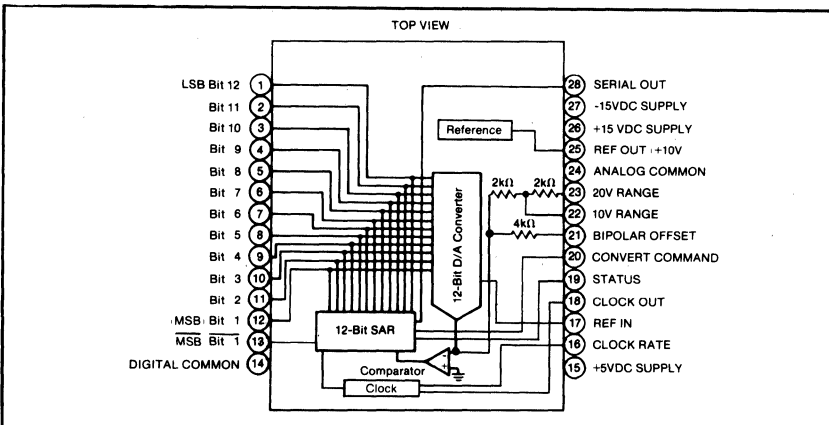 TOP VIEW
LSB Bit 12 1
Bit 11 2
Bit 10 3
Bit 9 4
Bit 8 5
Bit 7 6
Bit 6 7
Bit 5 8
Bit 4 9
Bit 3 10
Bit 2 11
(MSB) Bit 1 12
MSB Bit 1 13
DIGITAL COMMON 14
Reference
2kΩ 2kΩ
4kΩ
12-Bit D/A Converter
12-Bit SAR
Comparator
- +
Clock
28 SERIAL OUT
27 -15VDC SUPPLY
26 +15 VDC SUPPLY
25 REF OUT (+10V
24 ANALOG COMMON
23 20V RANGE
22 10V RANGE
21 BIPOLAR OFFSET
20 CONVERT COMMAND
19 STATUS
18 CLOCK OUT
17 REF IN
16 CLOCK RATE
15 +5VDC SUPPLY